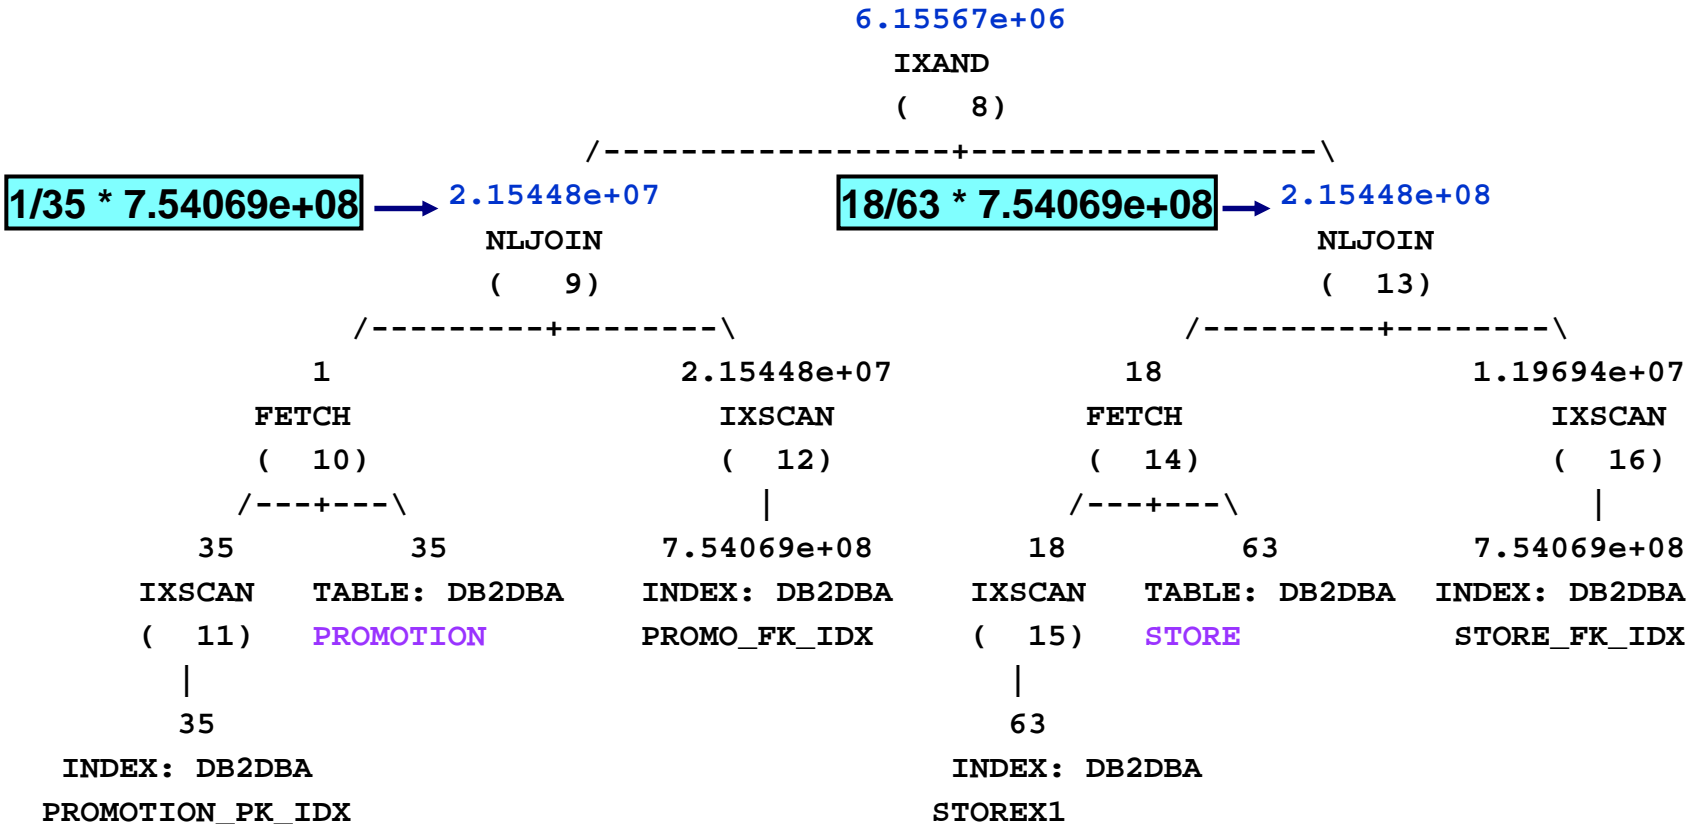 6.15567e+06
IXAND
(   8)
/------------------+------------------\
1/35 * 7.54069e+08 2.15448e+07 18/63 * 7.54069e+08 2.15448e+08
NLJOIN NLJOIN
(   9) (  13)
/---------+--------\ /---------+--------\
1 2.15448e+07 18 1.19694e+07
FETCH IXSCAN FETCH IXSCAN
(  10) (  12) (  14) (  16)
/---+---\ | /---+---\ |
35 35 7.54069e+08 18 63 7.54069e+08
IXSCAN TABLE: DB2DBA INDEX: DB2DBA IXSCAN TABLE: DB2DBA INDEX: DB2DBA
(  11) PROMOTION PROMO_FK_IDX (  15) STORE STORE_FK_IDX
| |
35 63
INDEX: DB2DBA INDEX: DB2DBA
PROMOTION_PK_IDX STOREX1